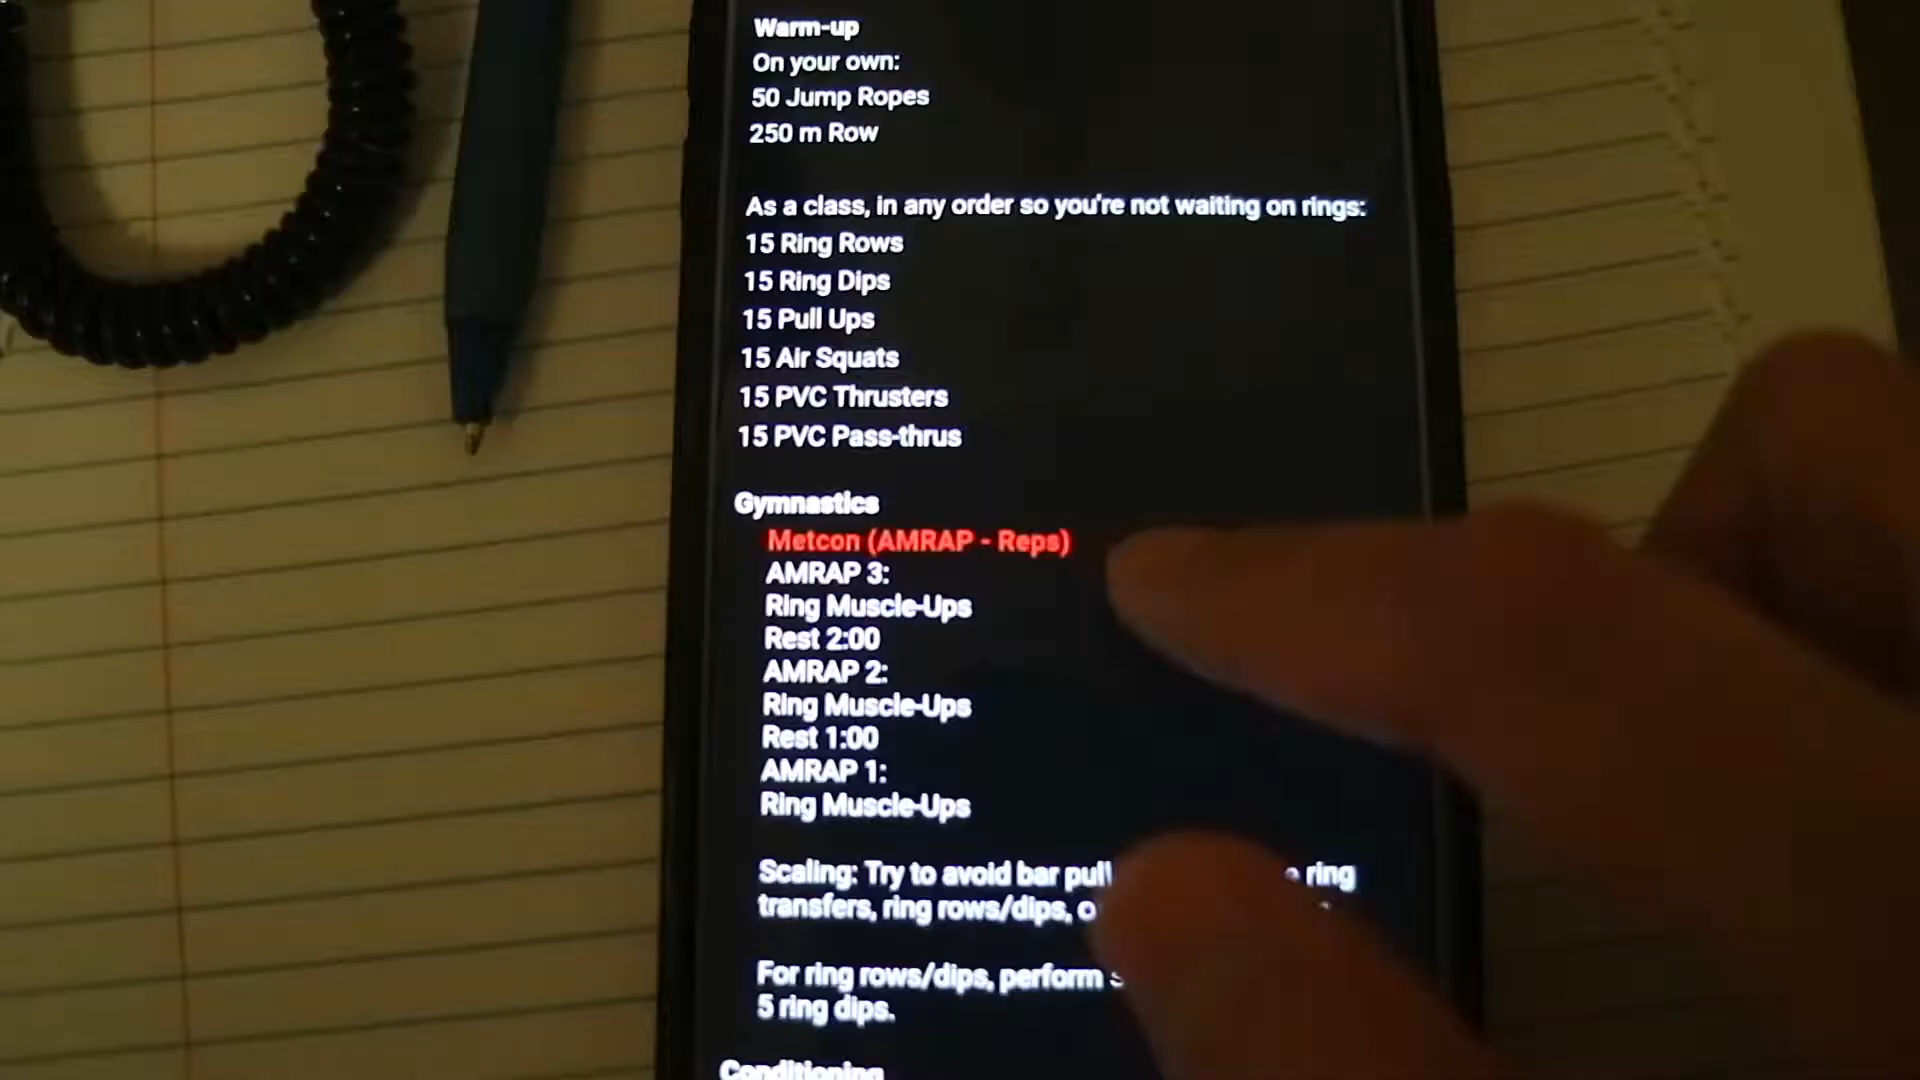 Warm-up
On your own:
50 Jump Ropes
250 m Row
As a class, in any order so you're not waiting on rings:
15 Ring Rows
15 Ring Dips
15 Pull Ups
15 Air Squats
15 PVC Thrusters
15 PVC Pass-thrus
Gymnastics
Metcon (AMRAP - Reps)
AMRAP 3:
Ring Muscle-Ups
Rest 2:00
AMRAP 2:
Ring Muscle-Ups
Rest 1:00
AMRAP 1:
Ring Muscle-Ups
Scaling: Try to avoid bar pull ring
transfers, ring rows/dips,
For ring rows/dips, perform
5 ring dips.
Conditioning